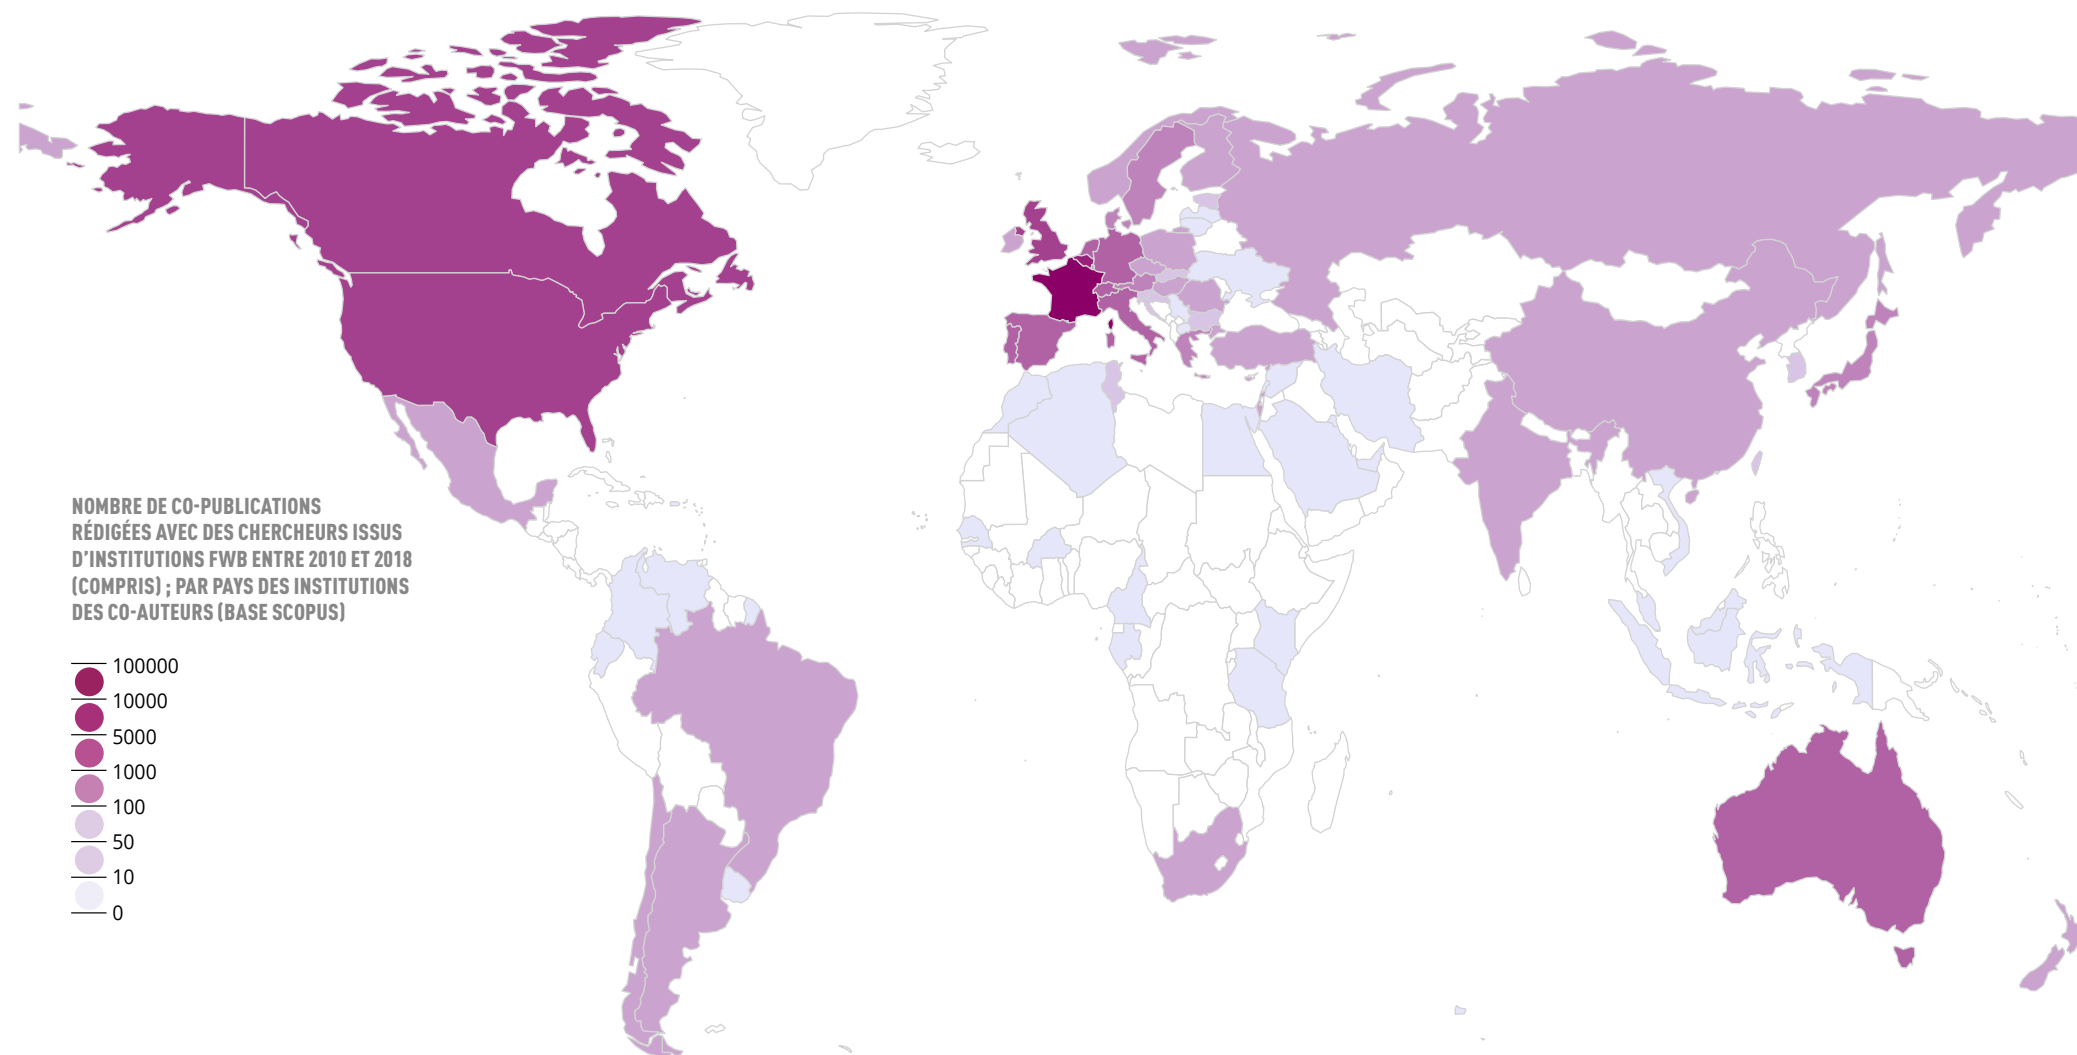 NOMBRE DE CO-PUBLICATIONS
RÉDIGÉES AVEC DES CHERCHEURS ISSUS
D'INSTITUTIONS FWB ENTRE 2010 ET 2018
(COMPRIS) ; PAR PAYS DES INSTITUTIONS
DES CO-AUTEURS (BASE SCOPUS)
100000
10000
5000
1000
100
50
10
0